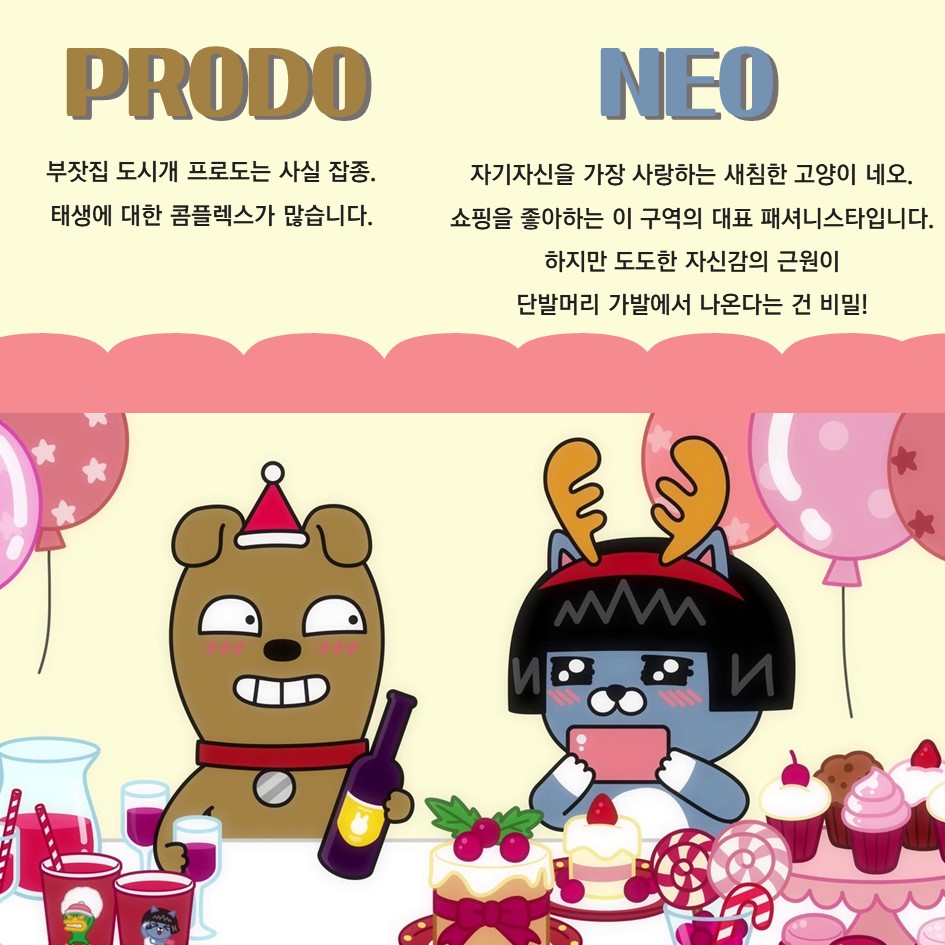 PRODO
부잣집 도시개 프로도는 사실 잡종.
태생에 대한 콤플렉스가 많습니다.
NEO
자기자신을 가장 사랑하는 새침한 고양이 네오.
쇼핑을 좋아하는 이 구역의 대표 패셔니스타입니다.
하지만 도도한 자신감의 근원이
단발머리 가발에서 나온다는 건 비밀!